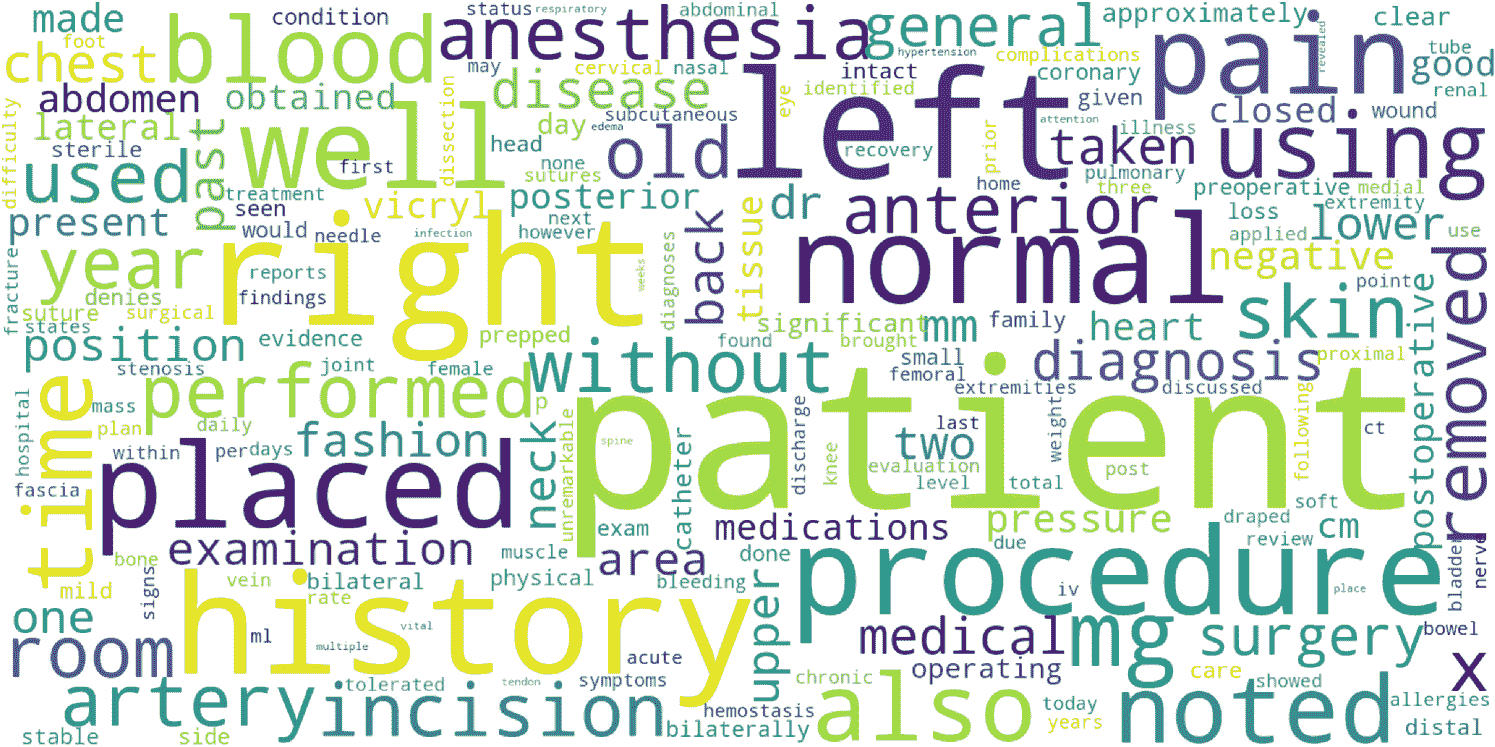 made
condition
status
respiratory
abdominal
approximately
clear
foot
blood
anesthesia
general
hypertension
complications
pain
revealed
tube
good
chest
may
cervical
nasal
intact
coronary
abdomen
obtained
disease
eye
identified
given
closed
wound
renal
lateral
past
well
dissection
subcutaneous
day
edema
old
left
attention
illness
using
difficulty
sterile
first
head
none
sutures
recovery
prior
taken
pulmonary
used
treatment
seen
vicryl
posterior
tissue
dr
home
three
preoperative
medial
extremity
present
would
needle
next
however
back
anterior
loss
lower
applied
use
year
right
infection
reports
findings
weeks
diagnoses
normal
negative
removed
fracture
denies
suture
surgical
states
point
position
evidence
prepped
significant
brought
mm
family
heart
skin
postoperative
stenosis
joint
female
without
found
small
femoral
diagnosis
proximal
time
mass
performed
p
patient
extremities
discussed
plan
daily
last
weight
following
ct
hospital
within
per
days
fashion
neck
two
placed
unremarkable
spine
catheter
discharge
knee
evaluation
level
total
post
fascia
exam
medications
pressure
soft
draped
cm
examination
muscle
area
done
due
review
bone
bladder
nerve
mild
signs
vein
bilateral
physical
bleeding
procedure
iv
place
rate
history
upper
one
ml
medical
mg
surgery
bowel
room
multiple
vital
acute
operating
care
showed
x
artery
tolerated
tendon
symptoms
chronic
also
today
noted
allergies
incision
hemostasis
years
stable
side
bilaterally
distal